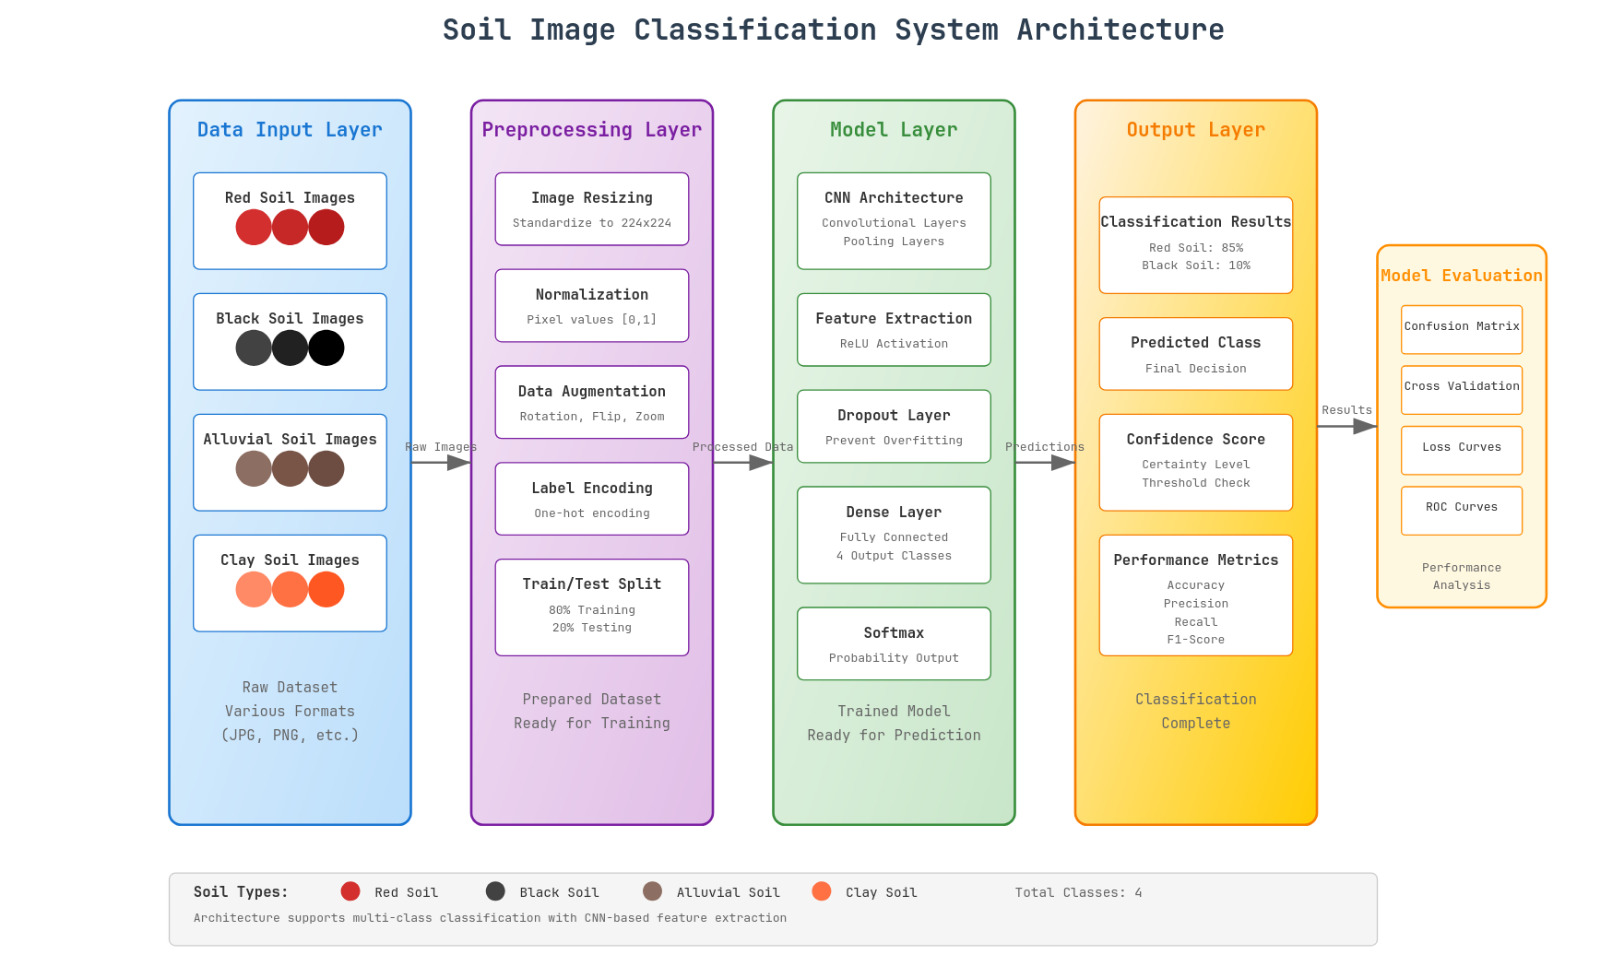 Soil Image Classification System Architecture
Data Input Layer
Red Soil Images
Black Soil Images
Alluvial Soil Images
Clay Soil Images
Raw Dataset
Various Formats
(JPG, PNG, etc.)
Raw Images
Preprocessing Layer
Image Resizing
Standardize to 224x224
Normalization
Pixel values [0,1]
Data Augmentation
Rotation, Flip, Zoom
Label Encoding
One-hot encoding
Train/Test Split
80% Training
20% Testing
Prepared Dataset
Ready for Training
Processed Data
Model Layer
CNN Architecture
Convolutional Layers
Pooling Layers
Feature Extraction
ReLU Activation
Dropout Layer
Prevent Overfitting
Dense Layer
Fully Connected
4 Output Classes
Softmax
Probability Output
Trained Model
Ready for Prediction
Predictions
Output Layer
Classification Results
Red Soil: 85%
Black Soil: 10%
Predicted Class
Final Decision
Confidence Score
Certainty Level
Threshold Check
Performance Metrics
Accuracy
Precision
Recall
F1-Score
Classification
Complete
Results
Model Evaluation
Confusion Matrix
Cross Validation
Loss Curves
ROC Curves
Performance
Analysis
Soil Types: Red Soil Black Soil Alluvial Soil Clay Soil Total Classes: 4
Architecture supports multi-class classification with CNN-based feature extraction